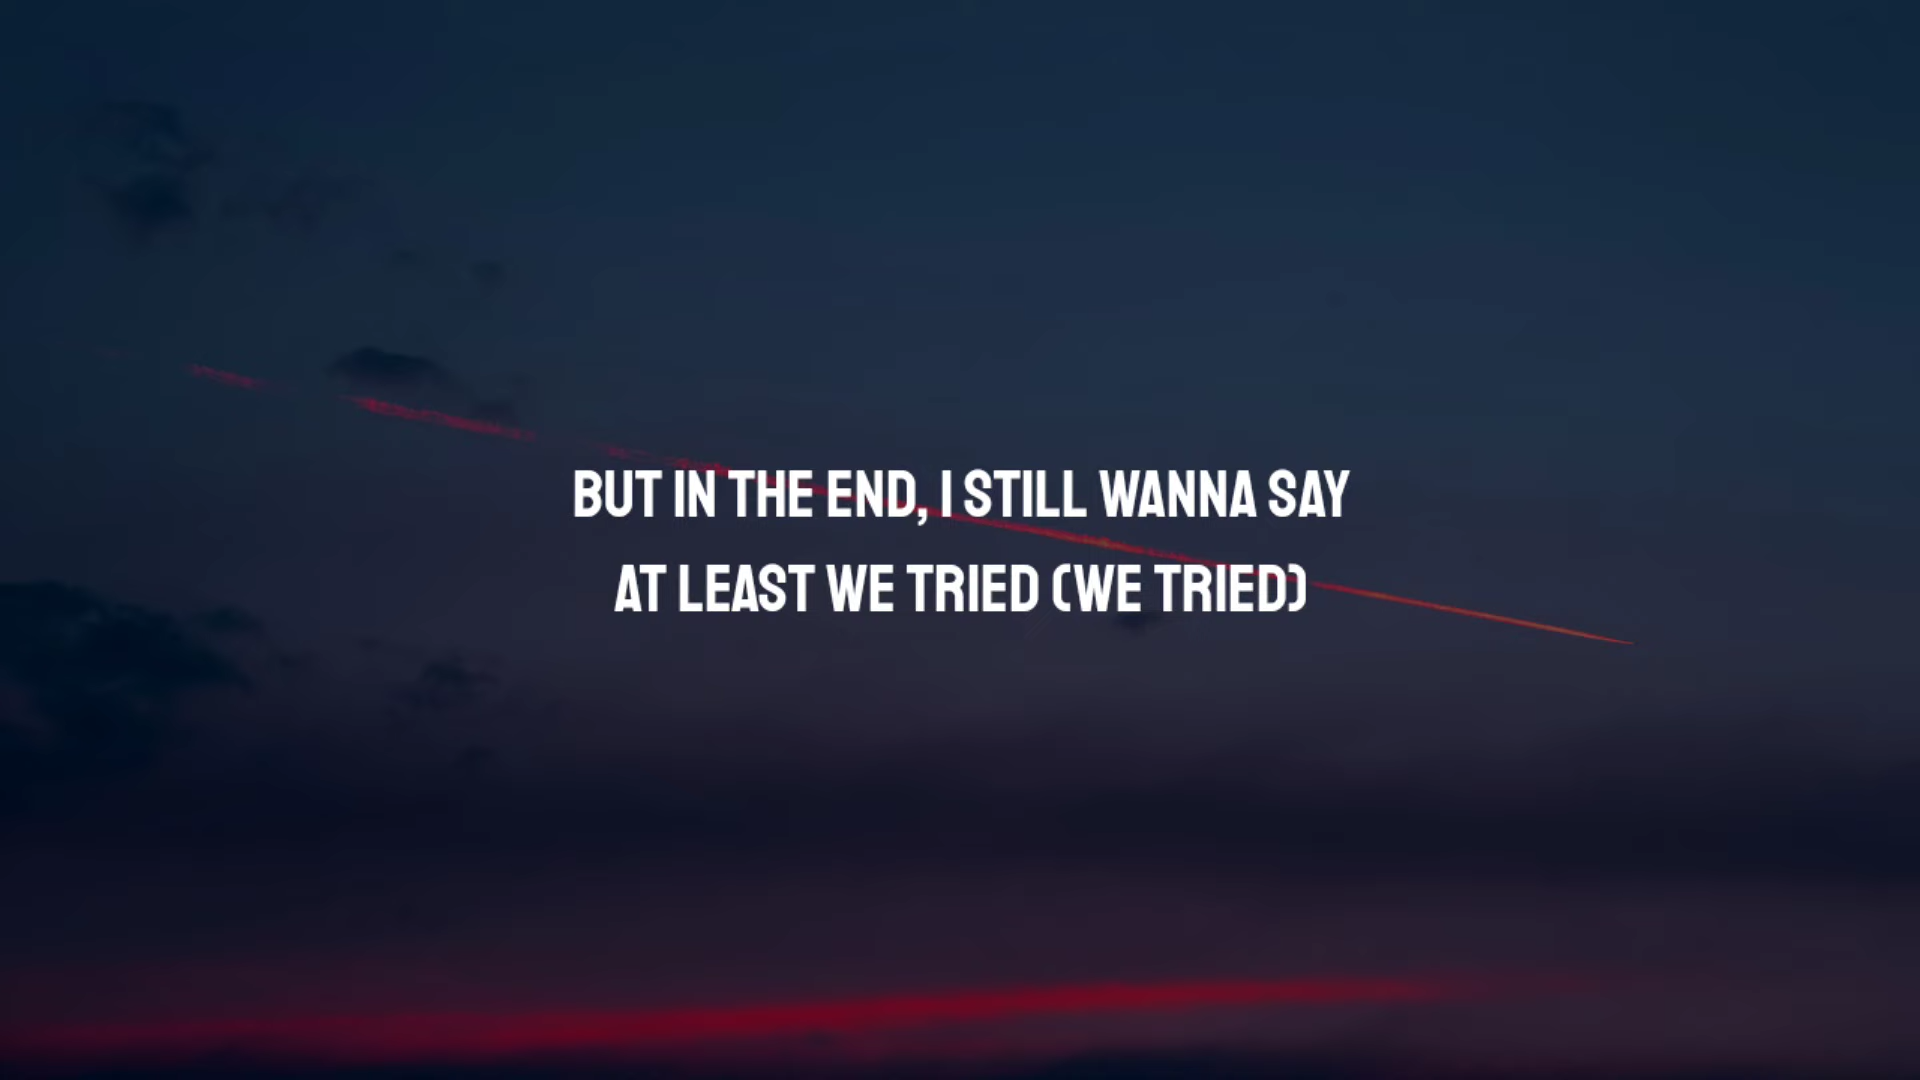 BUT IN THE END, I STILL WANNA SAY
AT LEAST WE TRIED (WE TRIED)